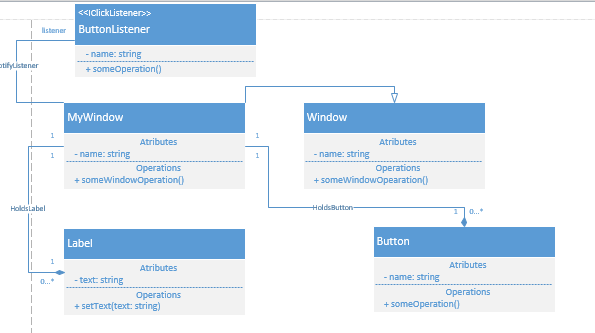 <<IClickListener>>
ButtonListener
listener
- name: string
+ someOperation()
otifyListener
MyWindow
Atributes
- name: string
Operations
+ someWindowOperation()
Window
Atributes
- name: string
Operations
+ someWindowOpearation()
1
1
1
1
HoldsLabel
HoldsButton
1
0...*
Label
Atributes
- text: string
Operations
+ setText(text: string)
1
0...*
Button
Atributes
- name: string
Operations
+ someOperation()